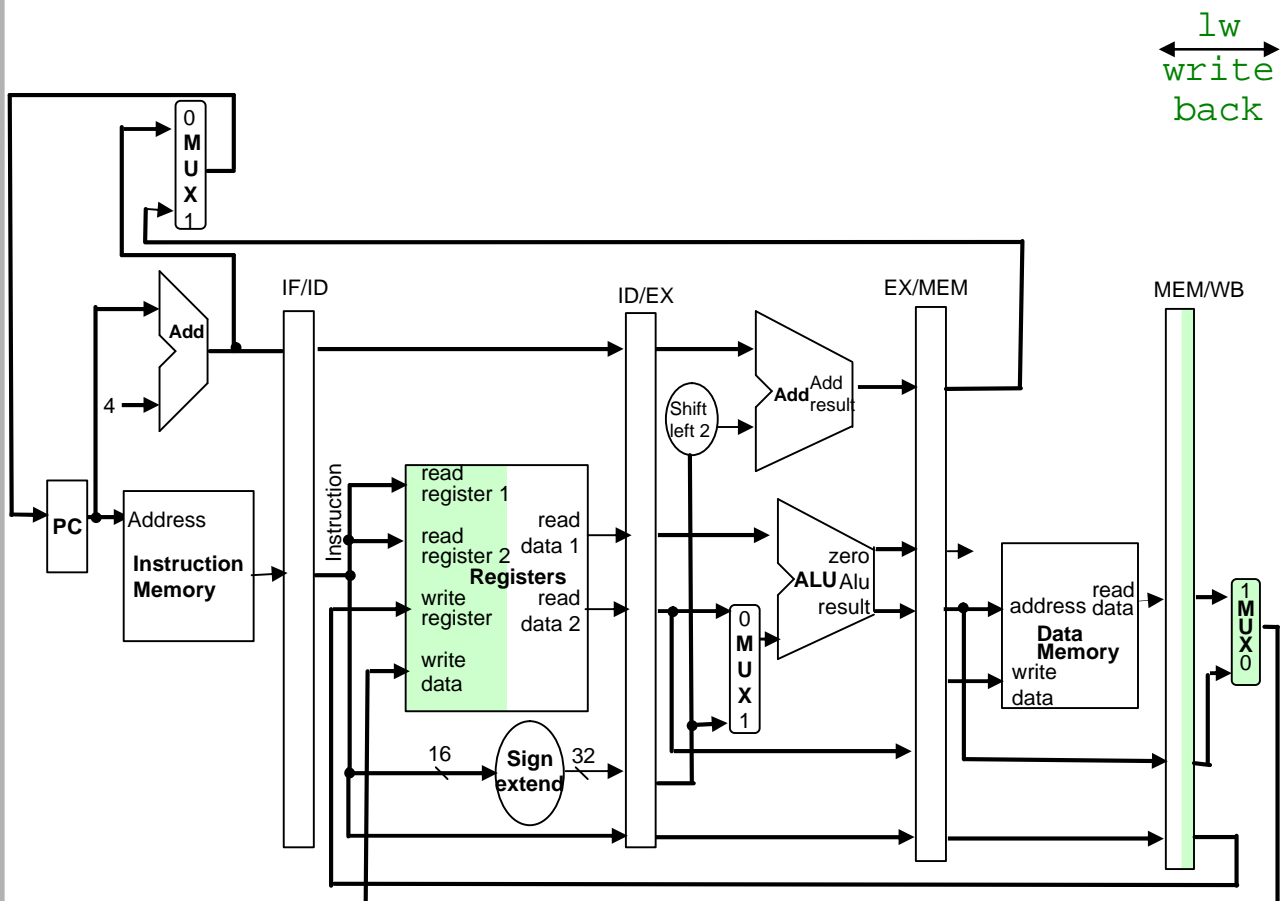 lw
write
back
0
M
U
X
1
IF/ID
ID/EX
EX/MEM
MEM/WB
Add
4
Shift
left 2
Add
Add
result
PC
Address
Instruction
Memory
Instruction
read
register 1
read
register 2
Registers
write
register
write
data
read
data 1
read
data 2
16
Sign
extend
32
0
M
U
X
1
zero
ALU
Alu
result
address
read
data
Data
Memory
write
data
1
M
U
X
0